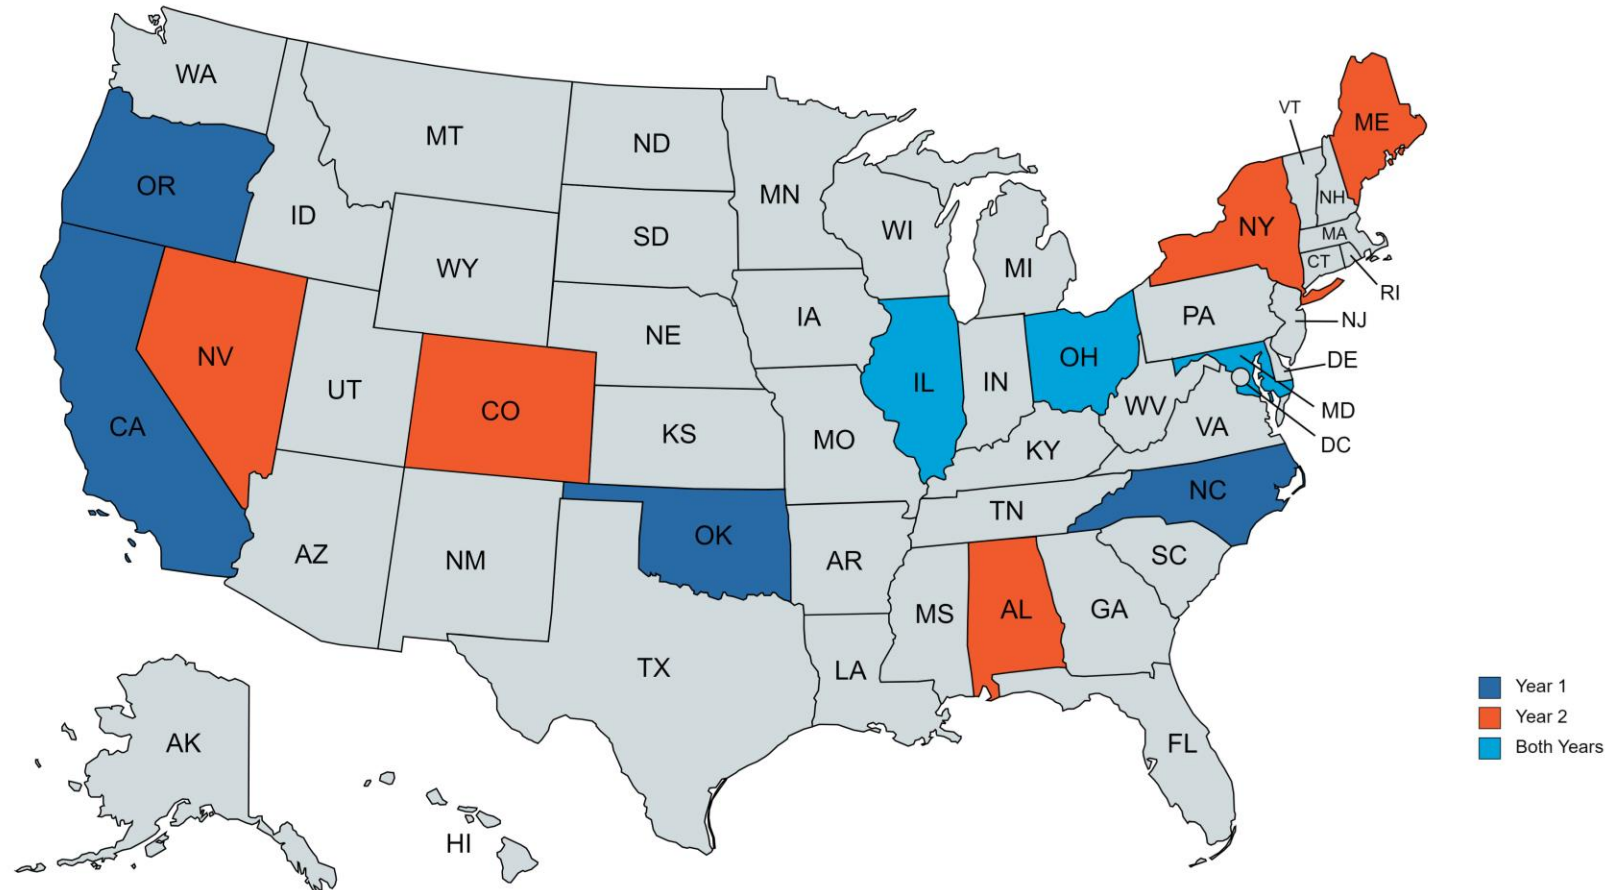 WA
OR
CA
NV
ID
MT
WY
UT
CO
AZ
NM
ND
SD
NE
KS
OK
TX
MN
IA
MO
AR
LA
WI
IL
MI
IN
OH
KY
TN
MS
AL
GA
FL
SC
NC
VA
WV
PA
NY
VT
NH
ME
MA
CT
RI
NJ
DE
MD
DC
AK
HI
Year 1
Year 2
Both Years